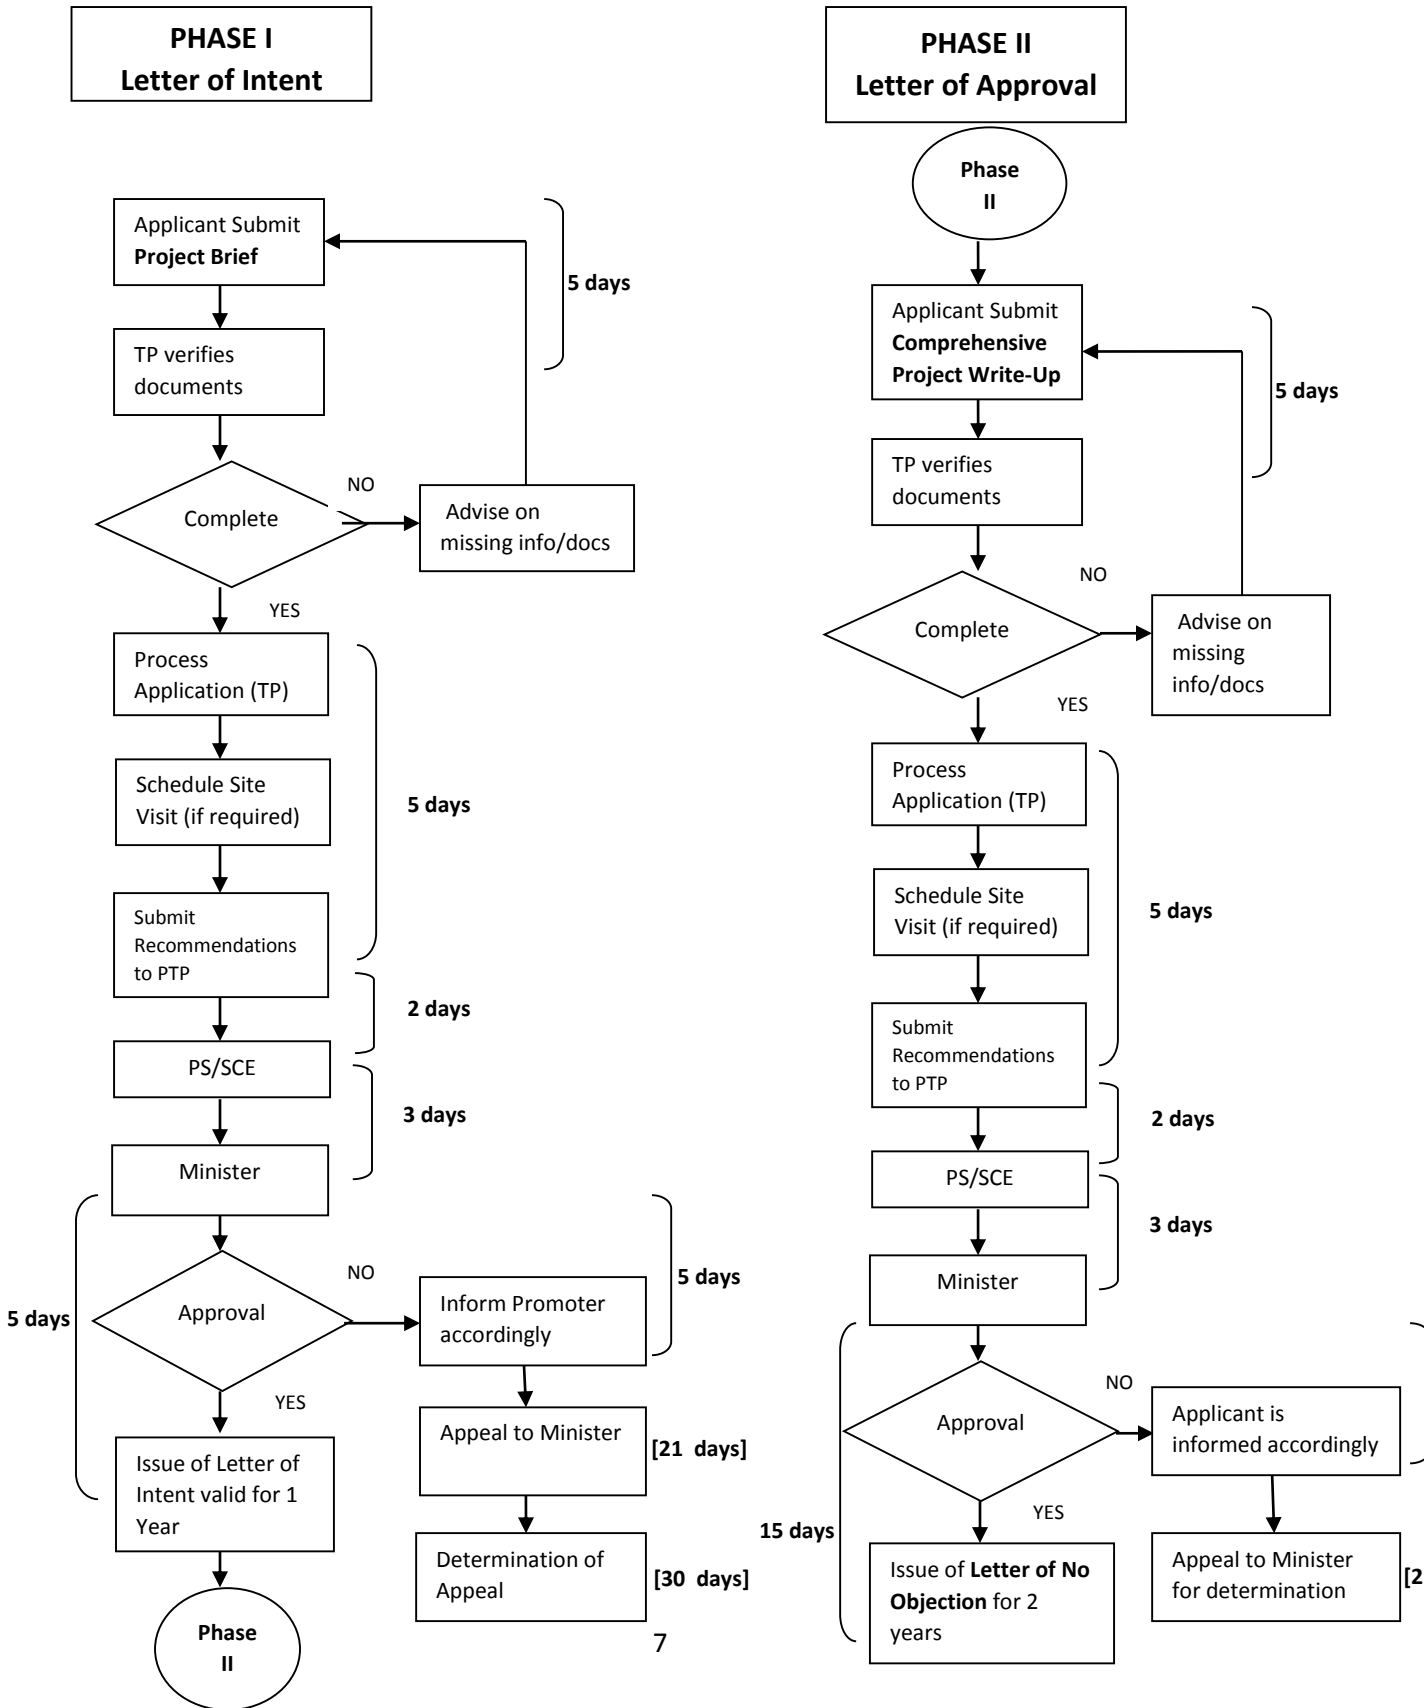 PHASE I
Letter of Intent
Applicant Submit
Project Brief
5 days
TP verifies
documents
Complete
NO
Advise on
missing info/docs
YES
Process
Application (TP)
Schedule Site
Visit (if required)
5 days
Submit
Recommendations
to PTP
2 days
PS/SCE
3 days
Minister
5 days
Approval
NO
Inform Promoter
accordingly
5 days
YES
Appeal to Minister
[21 days]
Issue of Letter of
Intent valid for 1
Year
Determination of
Appeal
[30 days]
Phase
II
7
PHASE II
Letter of Approval
Phase
II
Applicant Submit
Comprehensive
Project Write-Up
5 days
TP verifies
documents
Complete
NO
Advise on
missing
info/docs
YES
Process
Application (TP)
Schedule Site
Visit (if required)
5 days
Submit
Recommendations
to PTP
2 days
PS/SCE
3 days
Minister
Approval
NO
Applicant is
informed accordingly
15 days
YES
Issue of Letter of No
Objection for 2
years
Appeal to Minister
for determination
[2